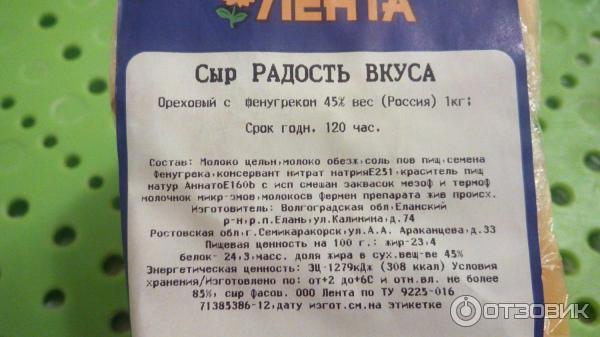 ЛЕНТА
Сыр РАДОСТЬ ВКУСА
Ореховый с фенугреком 45% вес (Россия) 1кг;
Срок годн. 120 час.
Состав: Молоко цельн,молоко обезж,соль пов пищ,семена
Фенугрека,консервант нитрат натрияЕ251,краситель пищ
натур АннатоЕ160b с исп смешан заквасок мезоф и термоф
молочнок микр-змов,молокосв фермен препарата жив происх.
Изготовитель: Волгоградская обл,Еланский
р-н,р.п.Елань,ул.Калинина,д.74
Ростовская обл,г.Семикаракорск,ул.А.А. Араканцева,д.33
Пищевая ценность на 100 г.: жир-23,4
белок- 24,3,масс. доля жира в сух.вещ-ве 45%
Энергетическая ценность: ЭЦ-1279кДж (308 ккал) Условия
хранения/Изготовлено по: от+2 до+6С и отн.вл. не более
85%, сыр фасов. ООО Лента по ТУ 9225-016
71385386-12,дату изгот.см.на этикетке
ОТЗОВИК